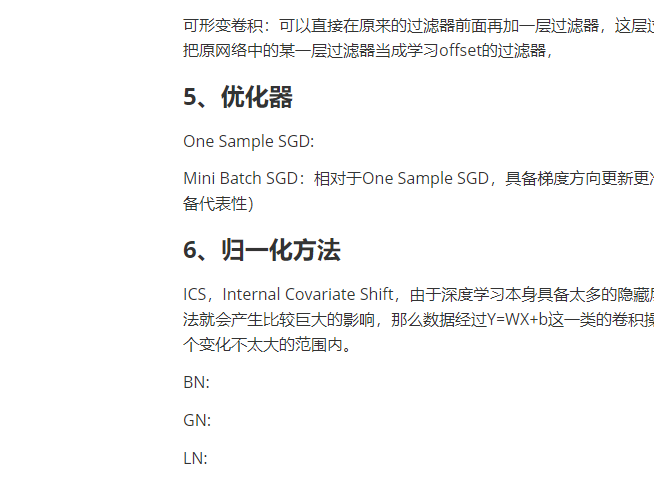 可形变卷积：可以直接在原来的过滤器前面再加一层过滤器，这层
把原网络中的某一层过滤器当成学习offset的过滤器，
5、优化器
One Sample SGD:
Mini Batch SGD：相对于One Sample SGD，具备梯度方向更新更
备代表性）
6、归一化方法
ICS，Internal Covariate Shift，由于深度学习本身具备太多的隐藏
法就会产生比较巨大的影响，那么数据经过Y=WX+b这一类的卷积
个变化不太大的范围内。
BN:
GN:
LN: